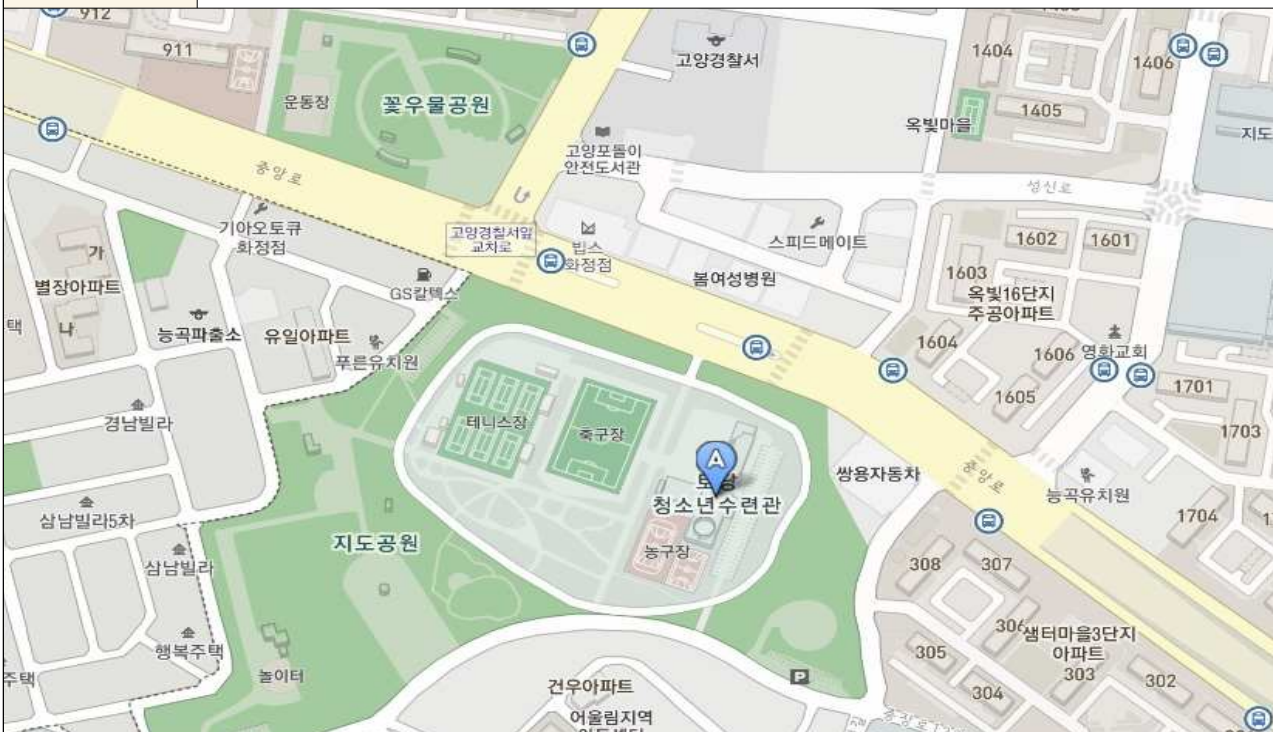 912
911
운동장
꽃우물공원
고양경찰서
1404
1406
1405
옥빛마을
지도
고양포돌이
안전도서관
중앙로
성신로
기아오토큐
화정점
고양경찰서앞
교차로
빕스
화정점
스피드메이트
1602
1601
가
별장아파트
나
GS칼텍스
봄여성병원
1603
옥빛16단지
주공아파트
택
능곡파출소
유일아파트
푸른유치원
1604
1606
영화교회
1605
1701
경남빌라
테니스장
축구장
1703
A
청소년수련관
쌍용자동차
중앙로
능곡유치원
삼남빌라5차
1704
지도공원
농구장
삼남빌라
308
307
306
샘터마을3단지
아파트
행복주택
305
303
302
주택
놀이터
304
건우아파트
P
어울림지역